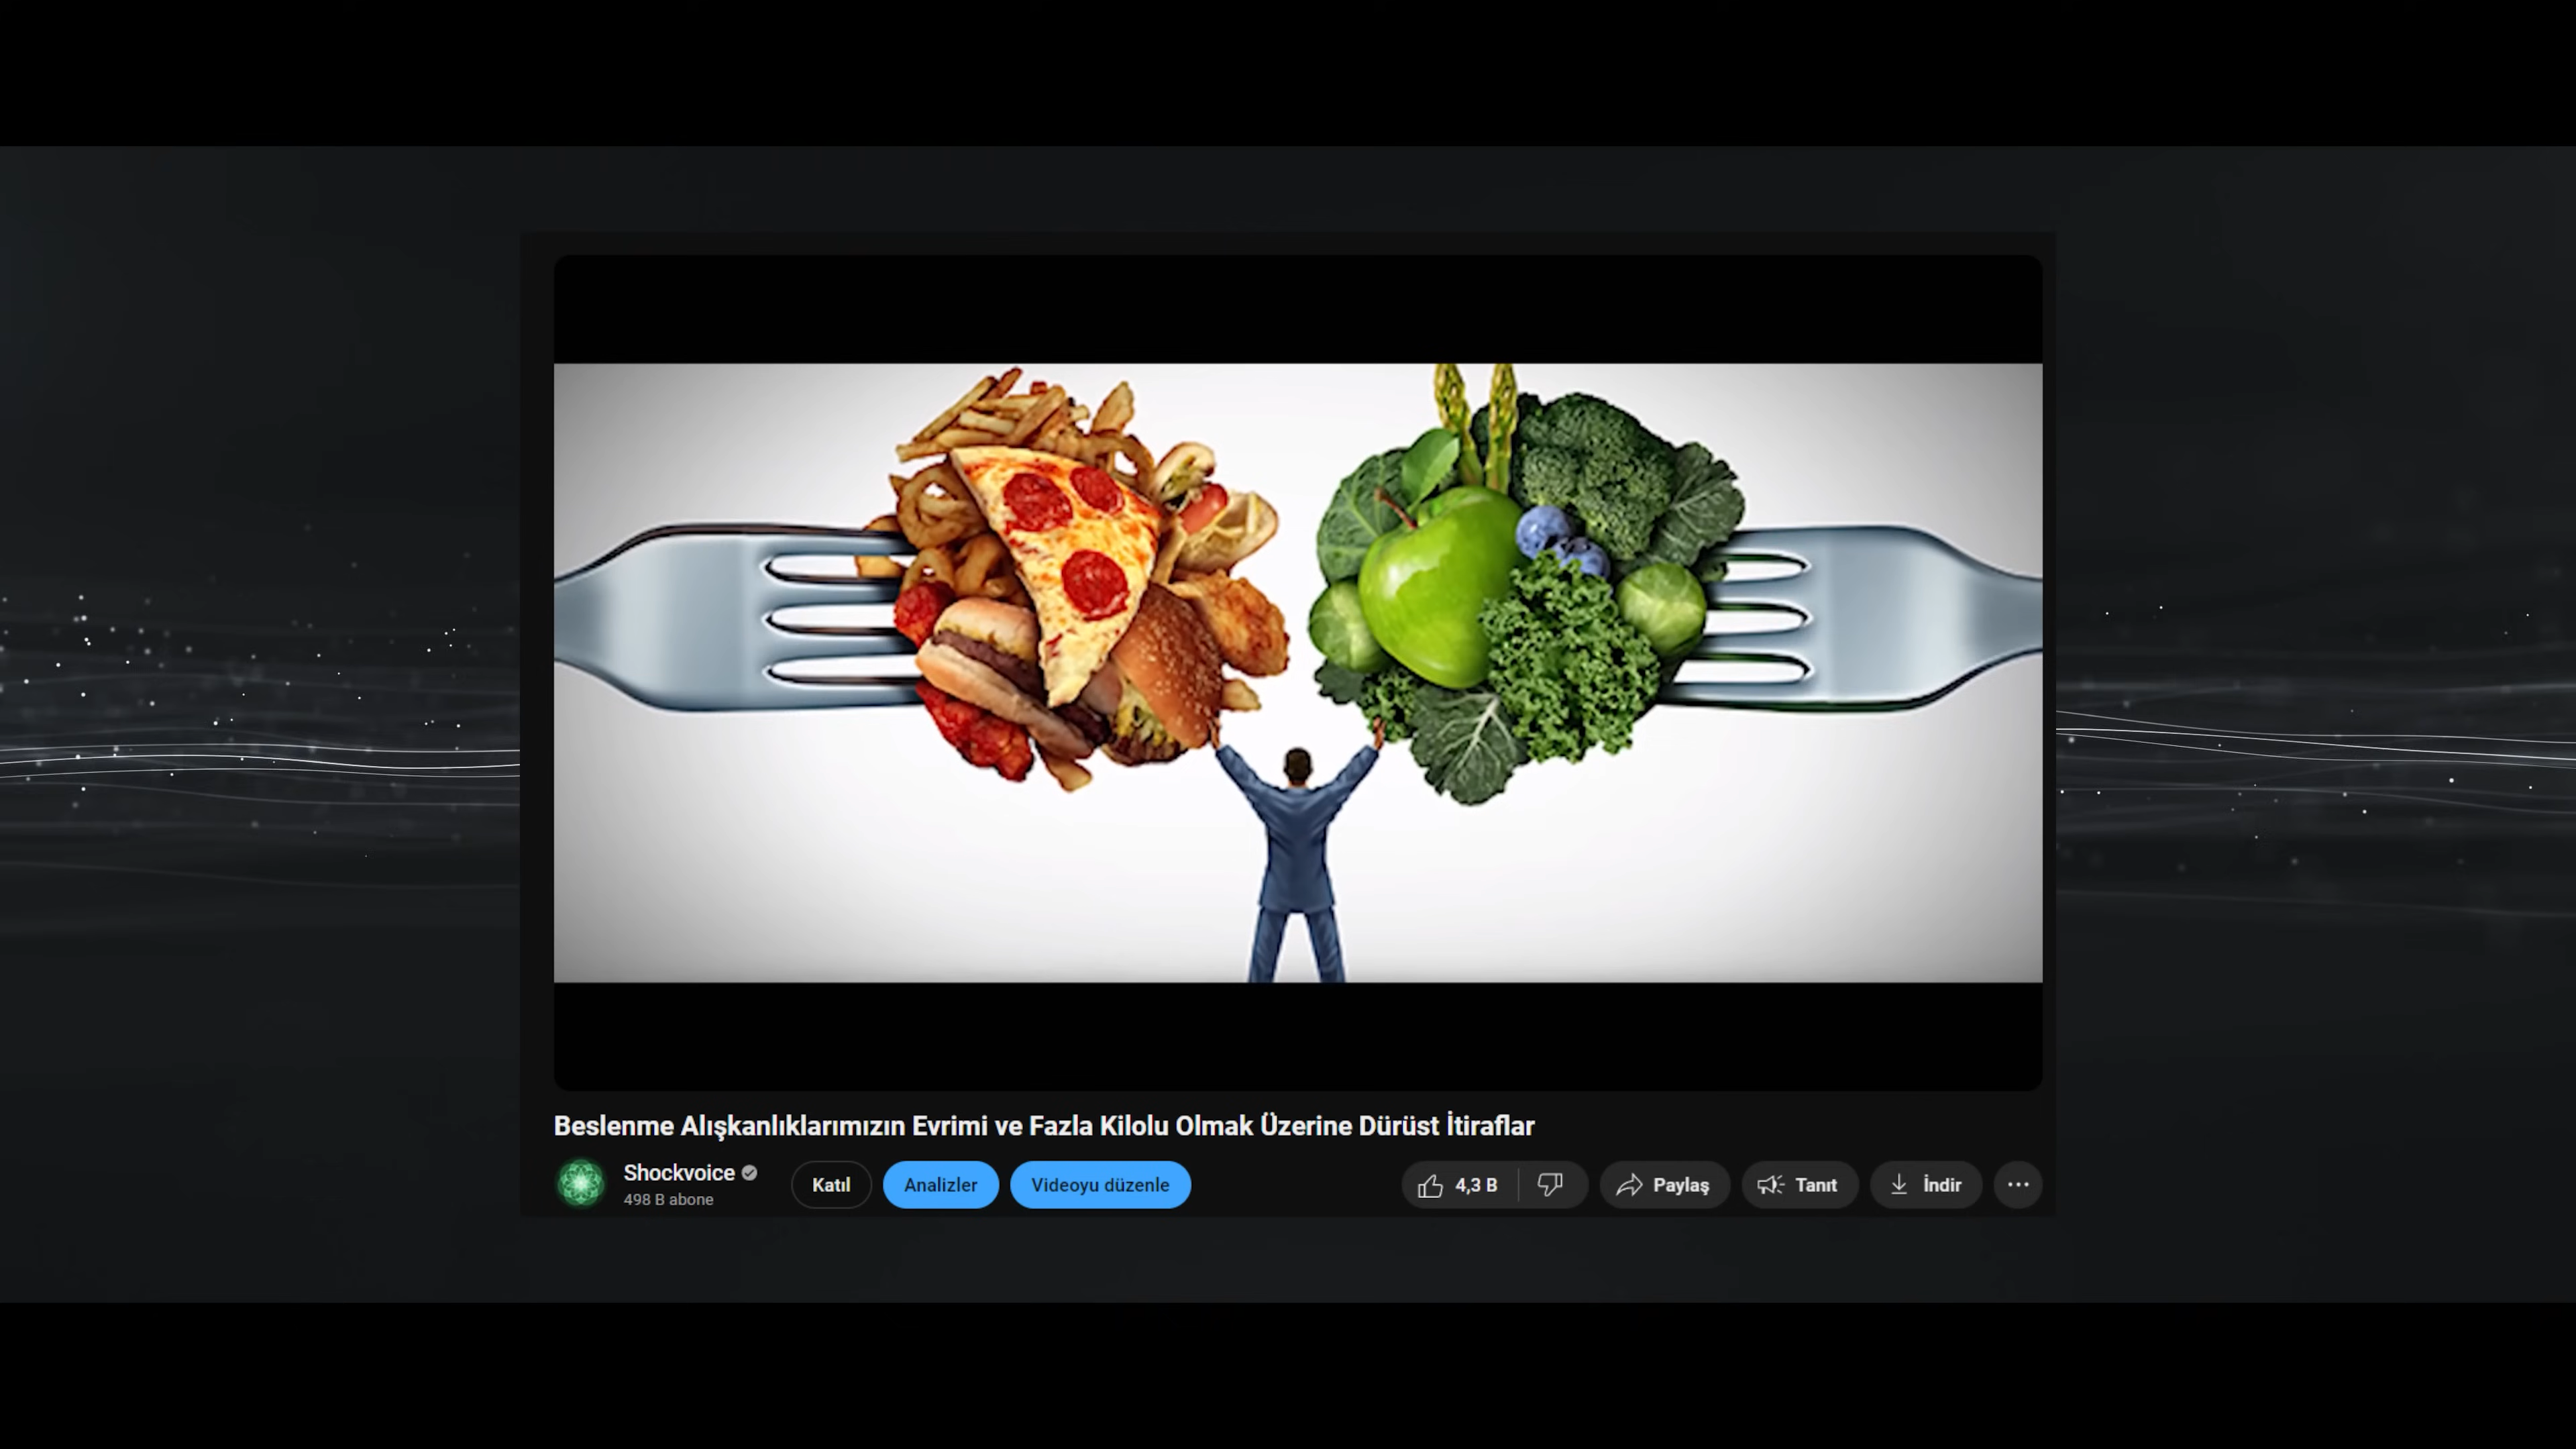 Beslenme Alışkanlıklarımızın Evrimi ve Fazla Kilolu Olmak Üzerine Dürüst İtiraflar
Shockvoice
498 B abone
Katıl
Analizler
Videoyu düzenle
4,3 B
Paylaş
Tanıt
İndir